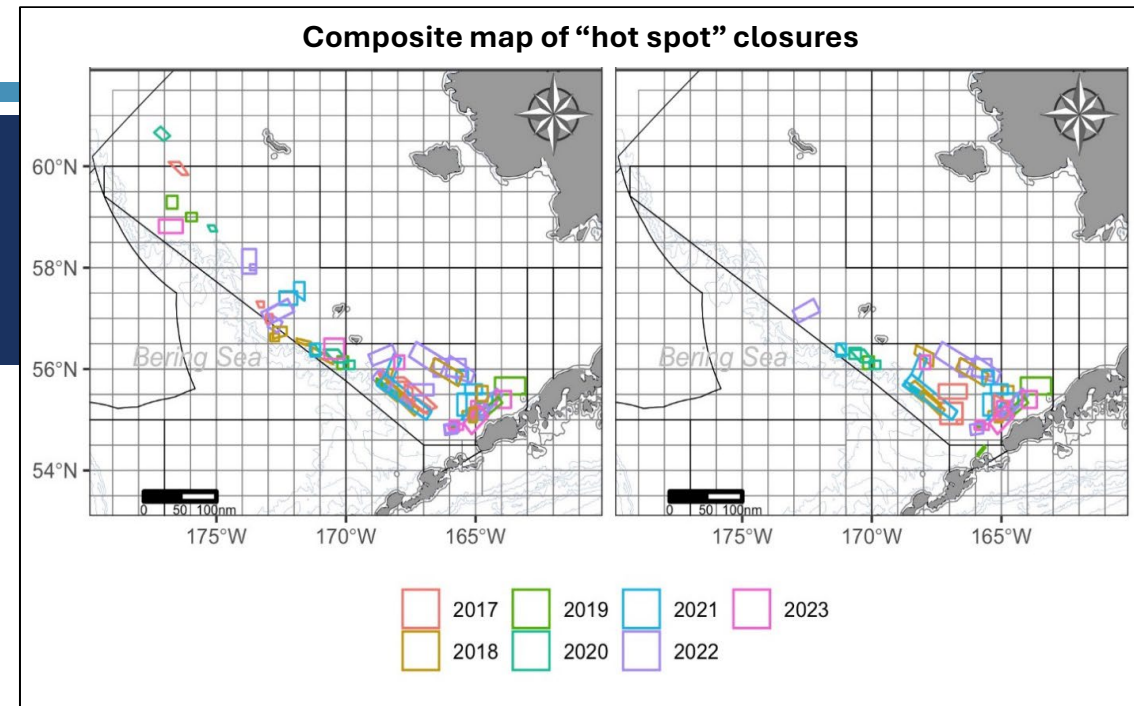 Composite map of “hot spot” closures
60°N
58°N
56°N
54°N
Bering Sea
Bering Sea
0 50 100nm
0 50 100nm
175°W 170°W 165°W
175°W 170°W 165°W
2017 2019 2021 2023
2018 2020 2022